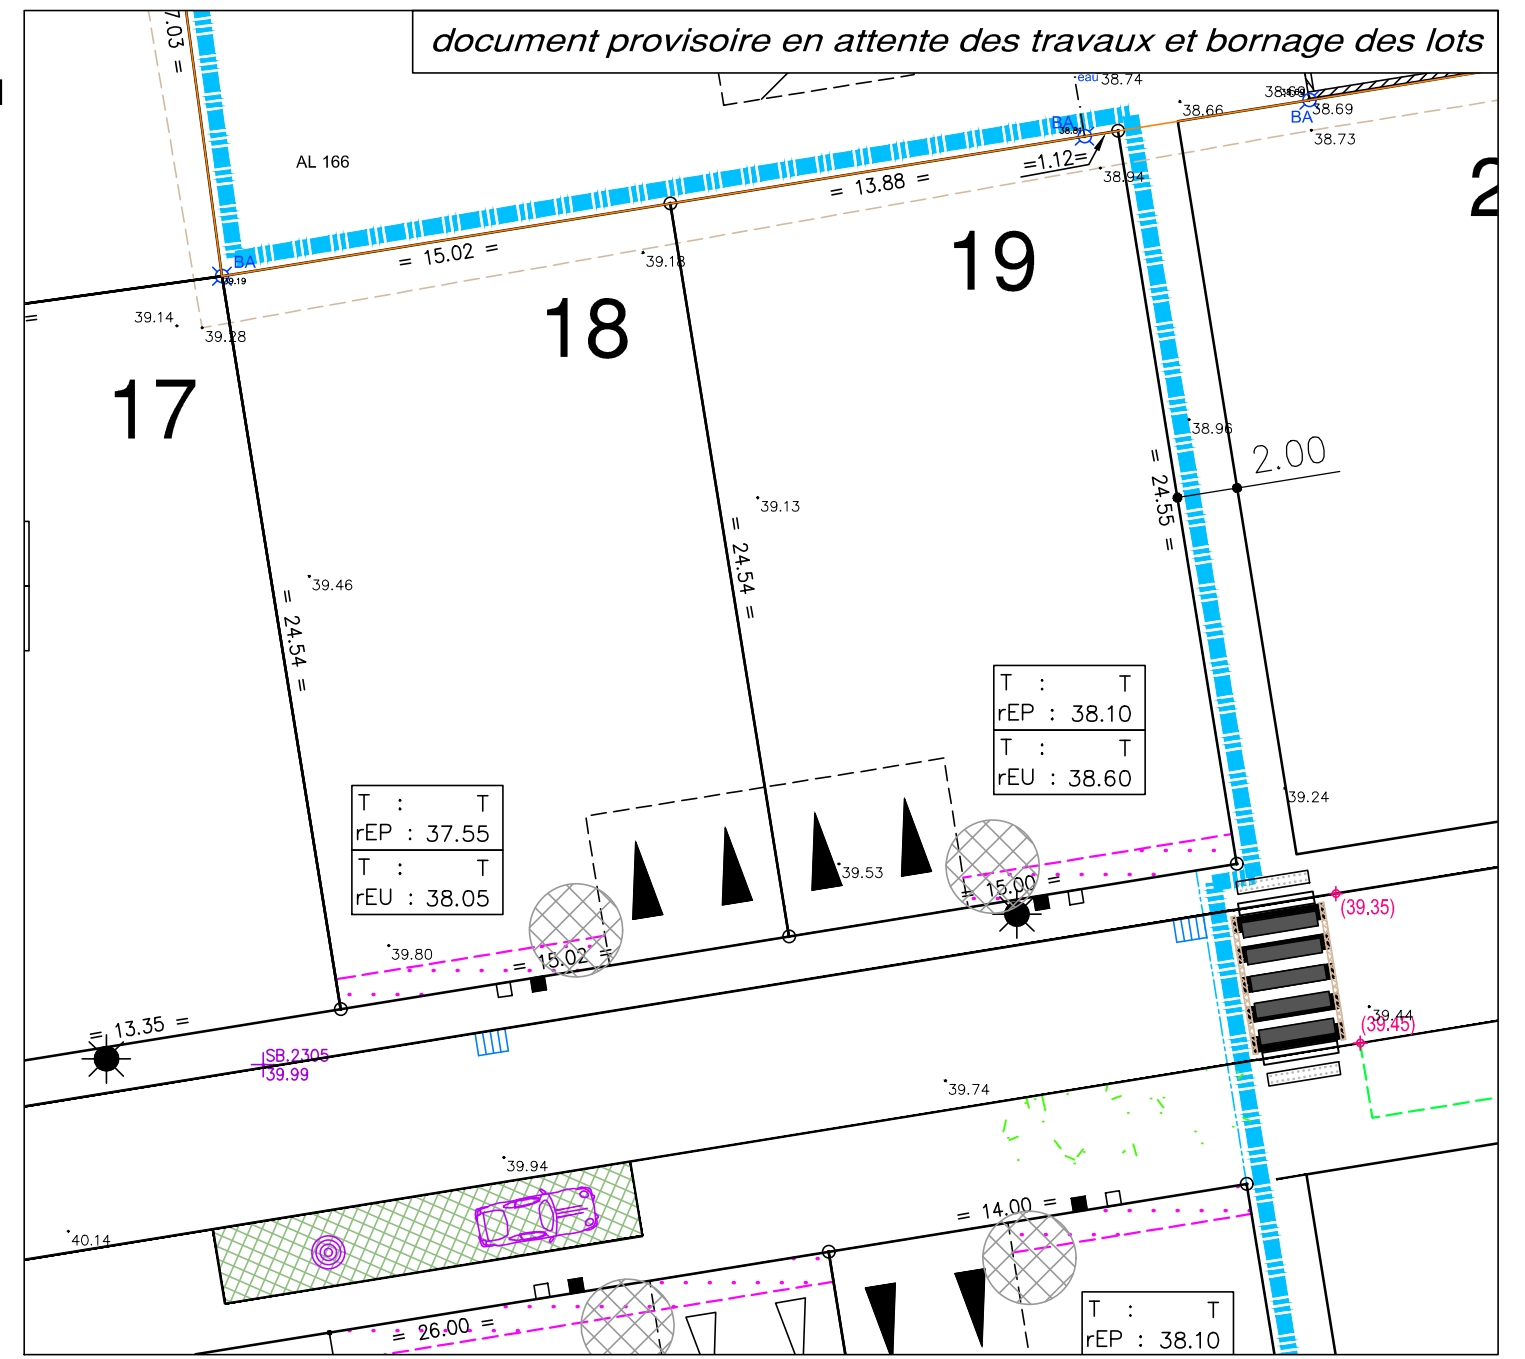 document provisoire en attente des travaux et bornage des lots
7.03 =
eau
38.74
38.66
38.69
BA
38.69
38.73
BA
=1.12=
38.94
AL 166
= 13.88 =
2
BA
39.19
= 15.02 =
39.18
19
18
39.14
39.28
=
17
38.96
2.00
= 24.55 =
39.13
= 24.54 =
39.46
= 24.54 =
T : T
rEP : 38.10
T : T
rEU : 38.60
T : T
rEP : 37.55
T : T
rEU : 38.05
39.24
39.53
= 15.00 =
(39.35)
39.80
= 15.02 =
= 13.35 =
SB.2305
39.99
39.44
(39.45)
39.74
39.94
= 14.00 =
40.14
= 26.00 =
T : T
rEP : 38.10